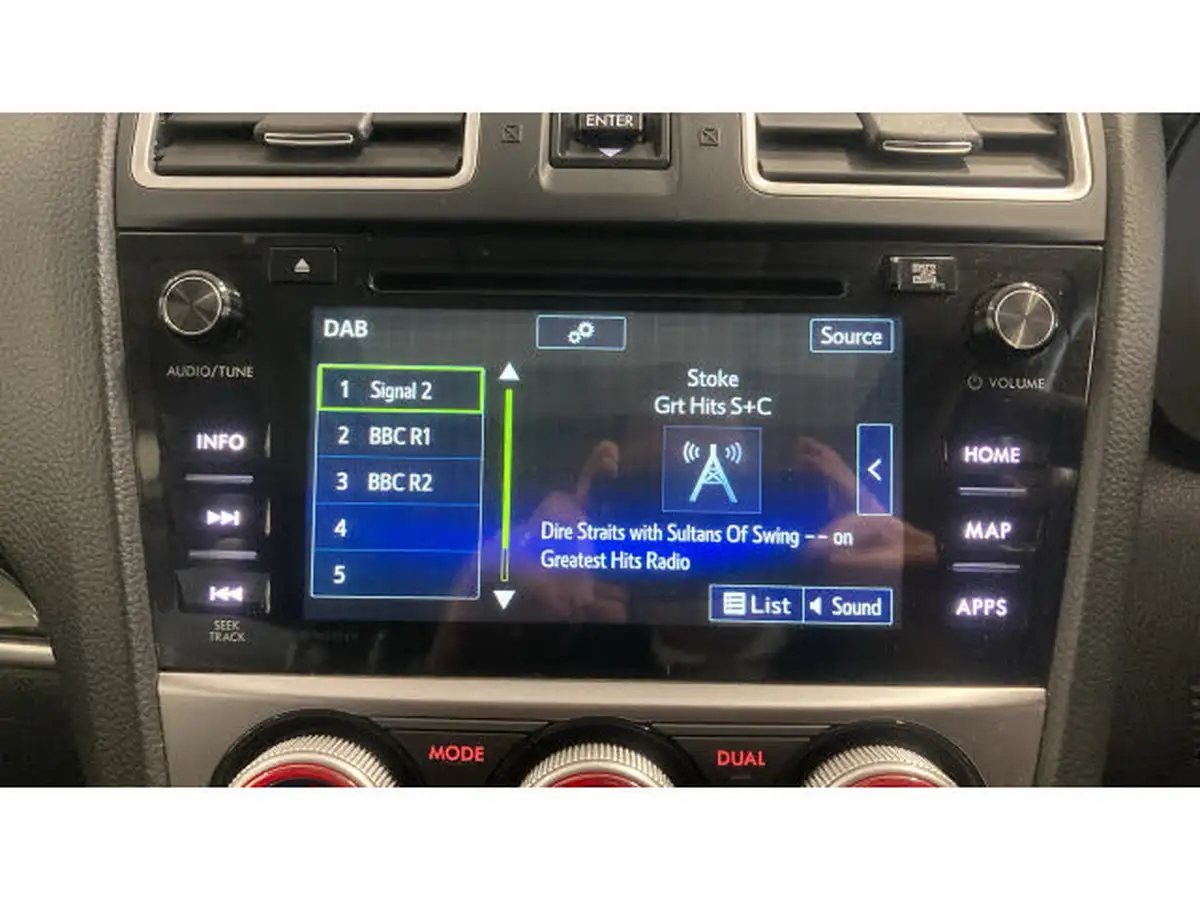 ENTER
AUDIO/TUNE
INFO
SEEK
TRACK
DAB
Source
1 Signal 2
2 BBC R1
3 BBC R2
4
5
Stoke
Grt Hits S+C
Dire Straits with Sultans Of Swing -- on
Greatest Hits Radio
List
Sound
VOLUME
HOME
MAP
APPS
MODE
DUAL